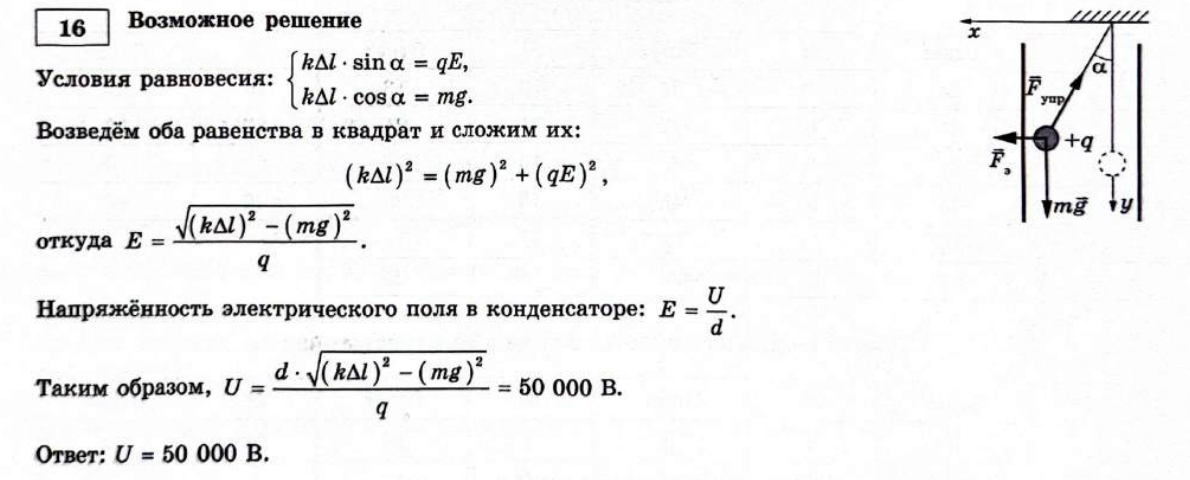 16 Возможное решение
Условия равновесия: { kΔl · sin α = qE,
kΔl · cos α = mg.
Возведём оба равенства в квадрат и сложим их:
(kΔl)² = (mg)² + (qE)²,
откуда E = √((kΔl)² − (mg)²) / q.
Напряжённость электрического поля в конденсаторе: E = U/d.
Таким образом, U = d · √((kΔl)² − (mg)²) / q = 50 000 В.
Ответ: U = 50 000 В.
x
α
F⃗упр
+q
F⃗э
mg⃗
y